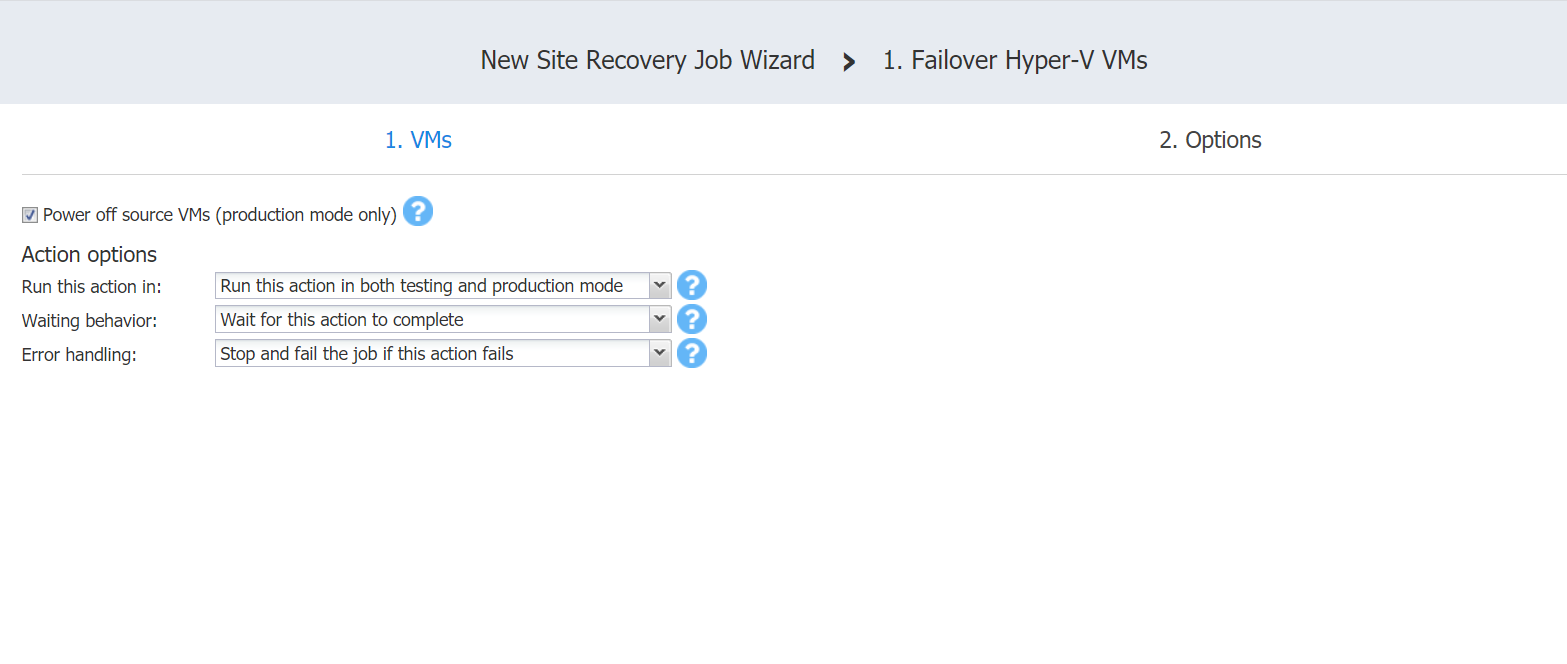 New Site Recovery Job Wizard > 1. Failover Hyper-V VMs
1. VMs 2. Options
Power off source VMs (production mode only) ?
Action options
Run this action in: Run this action in both testing and production mode ?
Waiting behavior: Wait for this action to complete ?
Error handling: Stop and fail the job if this action fails ?